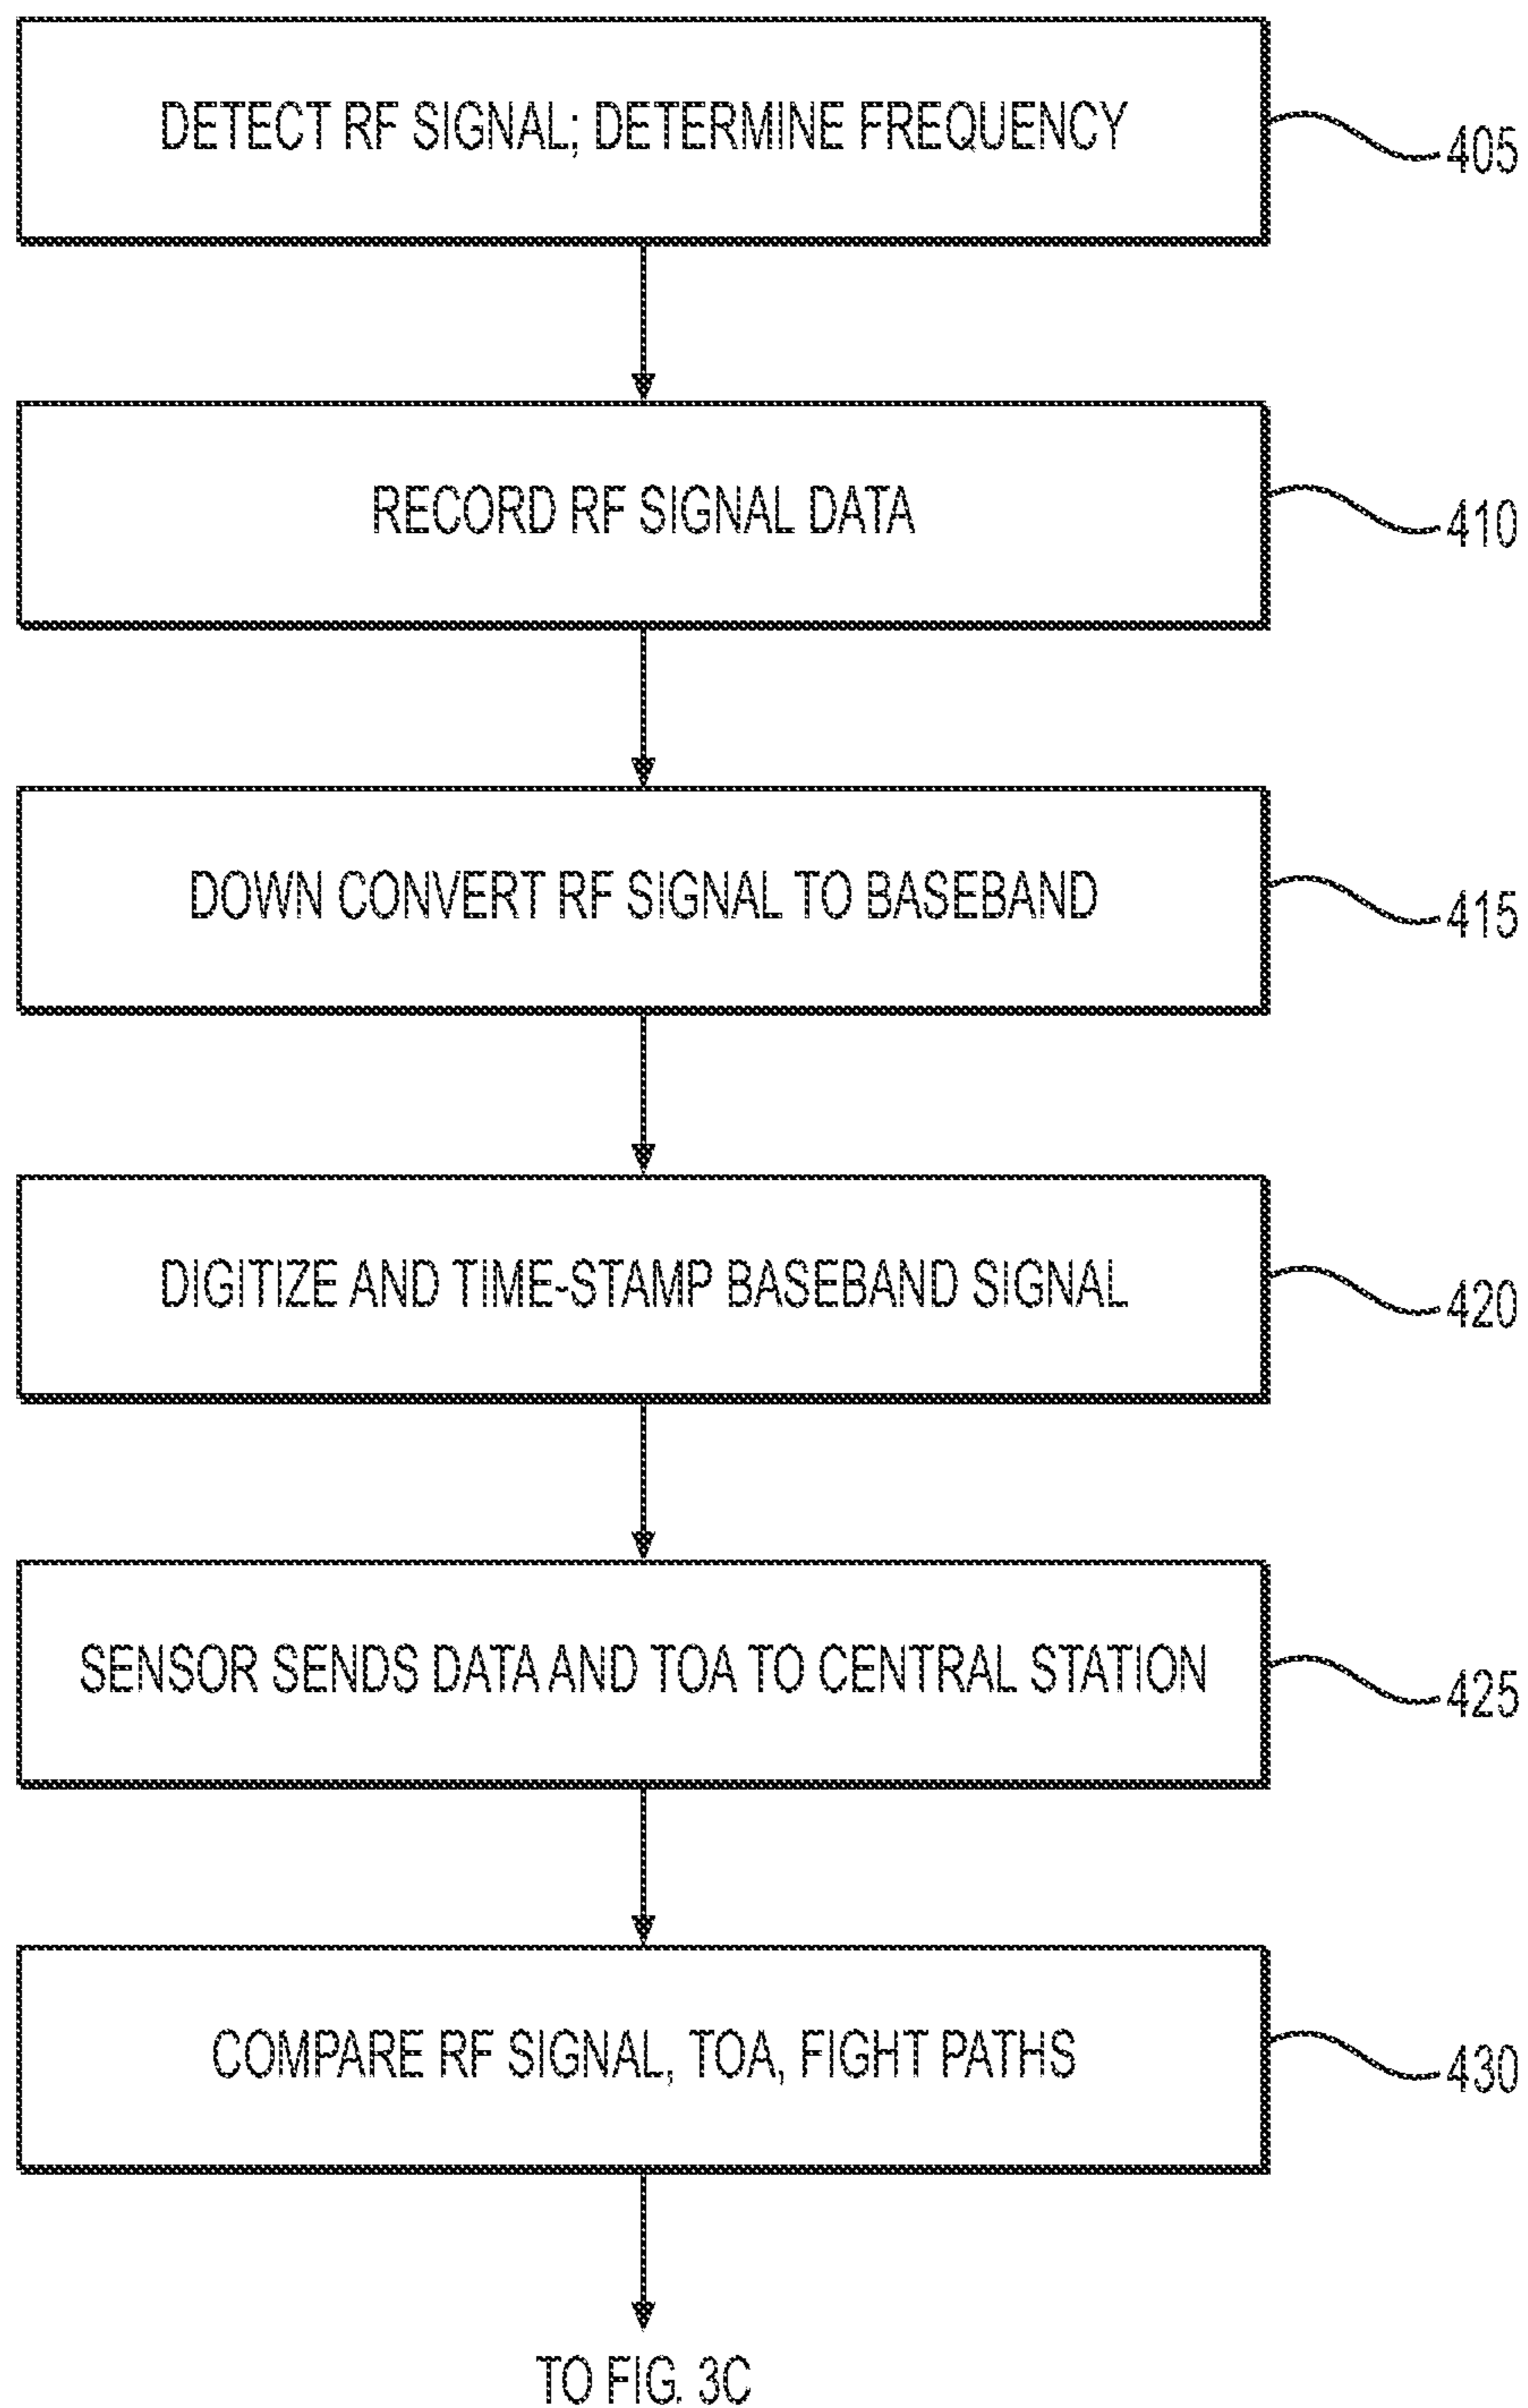 DETECT RF SIGNAL; DETERMINE FREQUENCY
405
RECORD RF SIGNAL DATA
410
DOWN CONVERT RF SIGNAL TO BASEBAND
415
DIGITIZE AND TIME-STAMP BASEBAND SIGNAL
420
SENSOR SENDS DATA AND TOA TO CENTRAL STATION
425
COMPARE RF SIGNAL, TOA, FIGHT PATHS
430
TO FIG. 3C